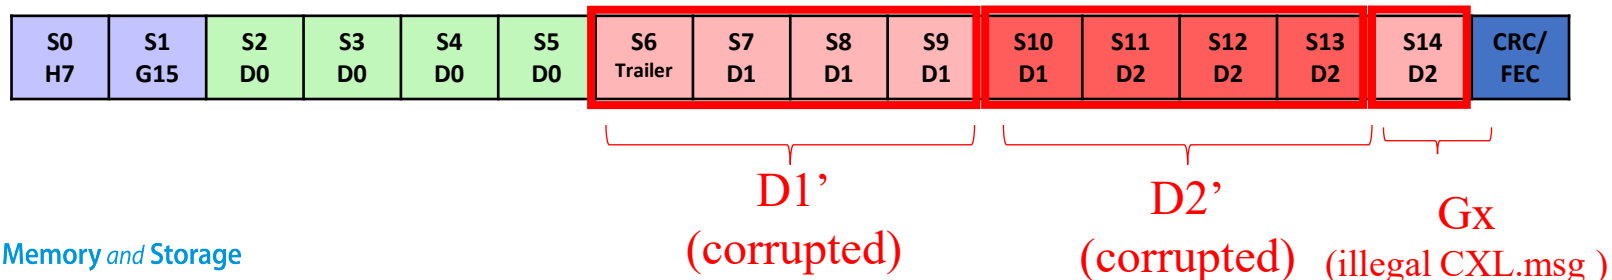 S0 S1 S2 S3 S4 S5 S6 S7 S8 S9 S10 S11 S12 S13 S14 CRC/
H7 G15 D0 D0 D0 D0 Trailer D1 D1 D1 D1 D2 D2 D2 D2 FEC
D1’ D2’ Gx
(corrupted) (corrupted) (illegal CXL.msg )
Memory and Storage